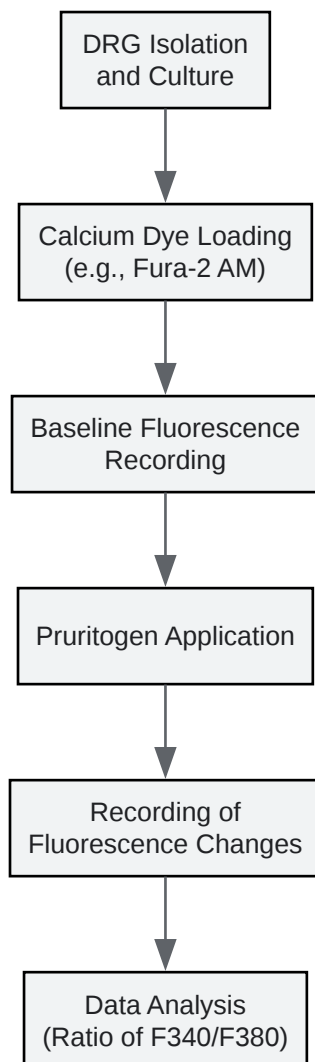 DRG Isolation
and Culture
Calcium Dye Loading
(e.g., Fura-2 AM)
Baseline Fluorescence
Recording
Pruritogen Application
Recording of
Fluorescence Changes
Data Analysis
(Ratio of F340/F380)